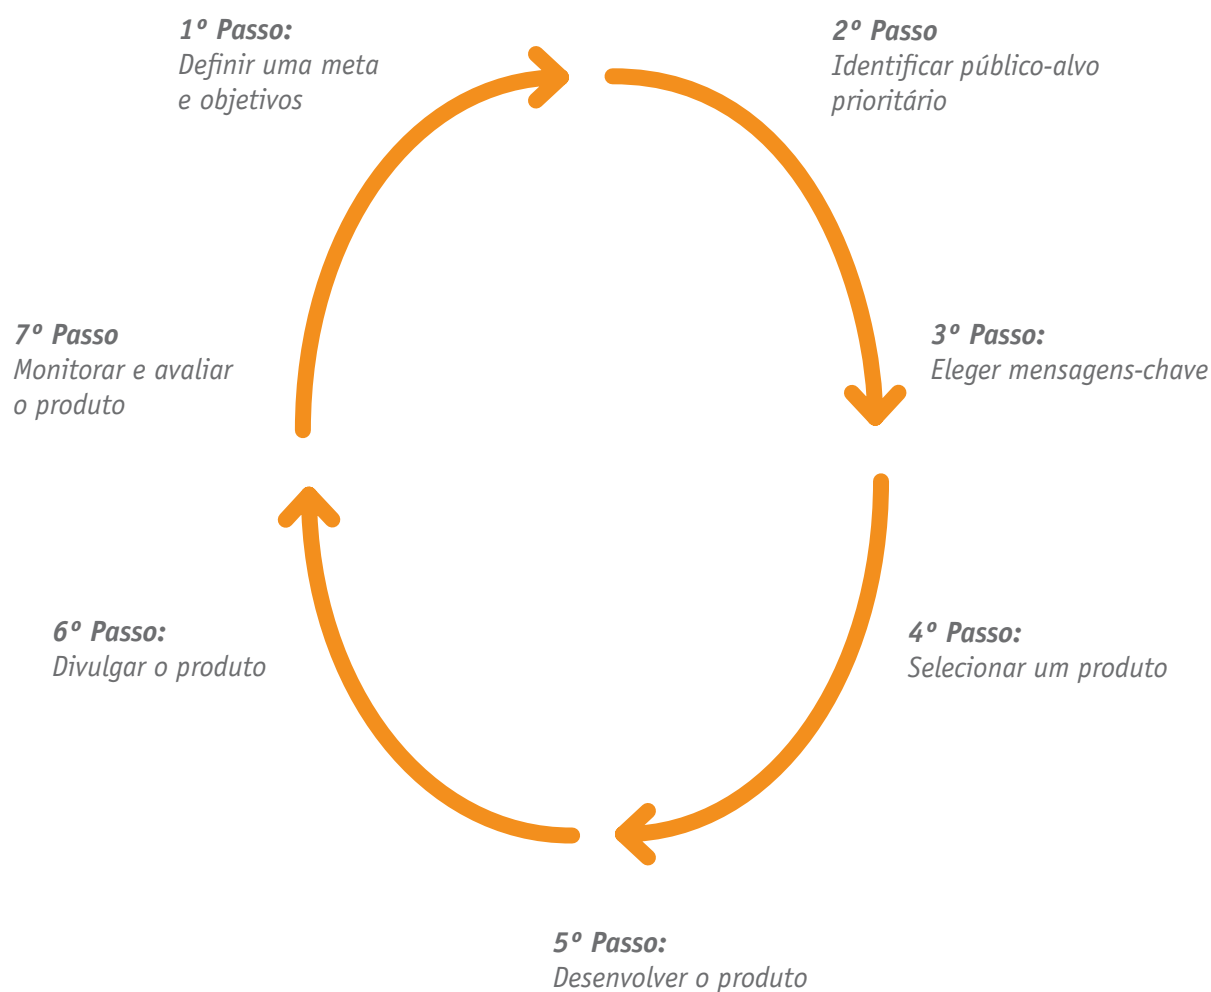 1º Passo:
Definir uma meta
e objetivos
2º Passo
Identificar público-alvo
prioritário
3º Passo:
Eleger mensagens-chave
4º Passo:
Selecionar um produto
5º Passo:
Desenvolver o produto
6º Passo:
Divulgar o produto
7º Passo
Monitorar e avaliar
o produto